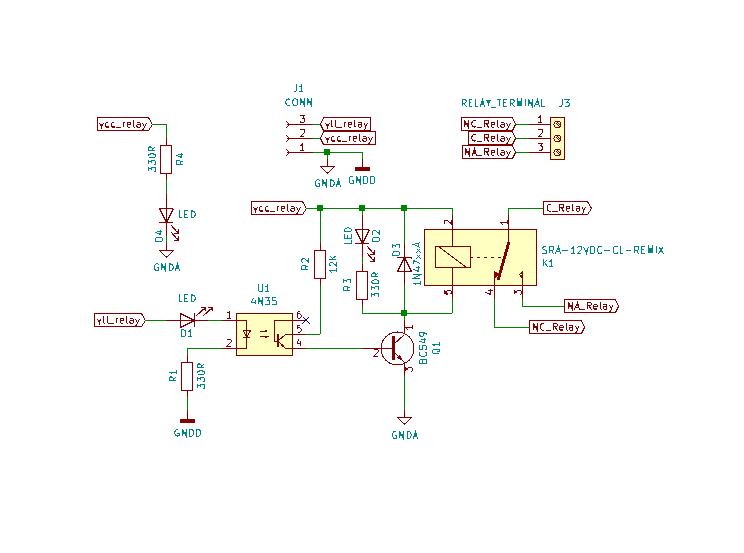 J1
CONN
3 vll_relay
2 vcc_relay
1
GNDA GNDD
RELAY_TERMINAL J3
NC_Relay 1
C_Relay 2
NA_Relay 3
vcc_relay
330R R4
LED
D4
GNDA
vcc_relay
R2 12K
LED D2
R3 330R
D3 1N47xxA
2 1
C_Relay
SRA-12VDC-CL-REMIX
K1
5 4 3
NA_Relay
NC_Relay
LED
vll_relay
D1
U1
4N35
1 6
5
2 4
R1 330R
GNDD
1
2
3
BC549
Q1
GNDA